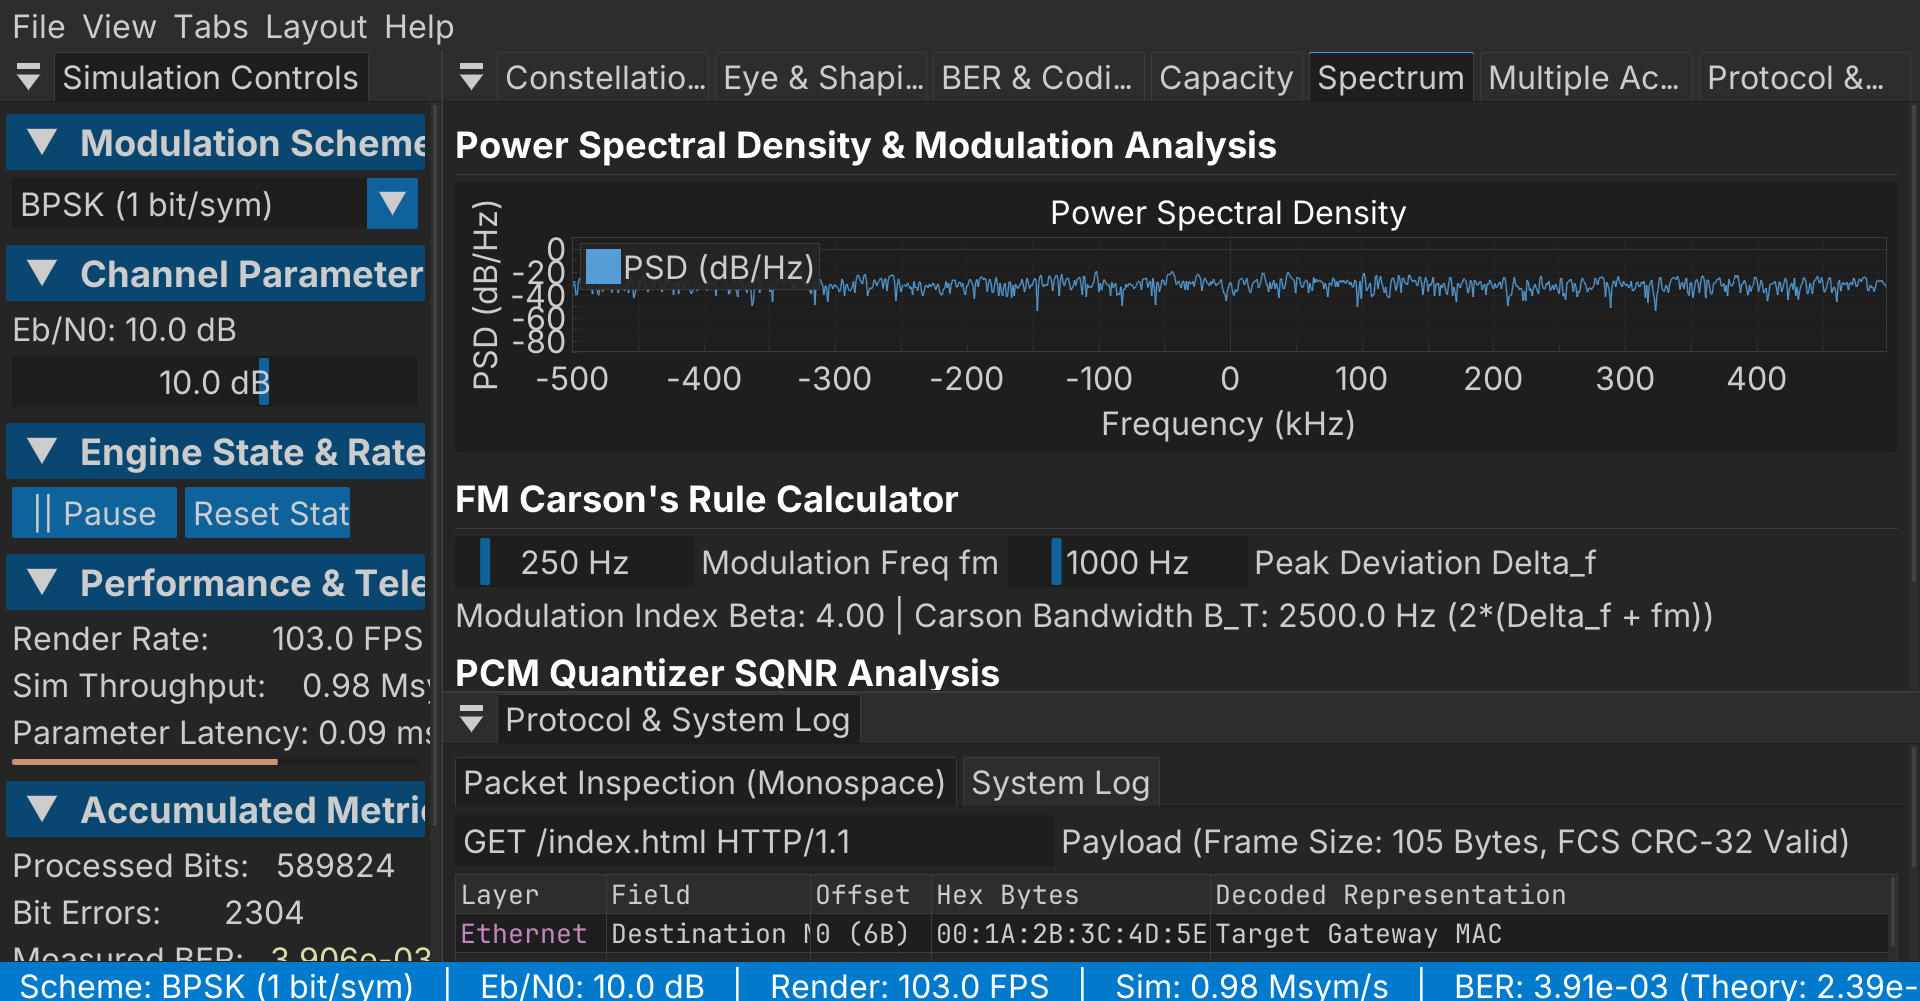 File View Tabs Layout Help
Simulation Controls
Constellatio... Eye & Shapi... BER & Codi... Capacity Spectrum Multiple Ac... Protocol &...
Modulation Scheme
BPSK (1 bit/sym)
Channel Parameter
Eb/N0: 10.0 dB
10.0 dB
Engine State & Rate
|| Pause Reset Stat
Performance & Tele
Render Rate: 103.0 FPS
Sim Throughput: 0.98 Msy
Parameter Latency: 0.09 ms
Accumulated Metric
Processed Bits: 589824
Bit Errors: 2304
Measured BER: 3.906e-03
Power Spectral Density & Modulation Analysis
Power Spectral Density
PSD (dB/Hz)
0
-20
-40
-60
-80
PSD (dB/Hz)
-500 -400 -300 -200 -100 0 100 200 300 400
Frequency (kHz)
FM Carson's Rule Calculator
250 Hz Modulation Freq fm 1000 Hz Peak Deviation Delta_f
Modulation Index Beta: 4.00 | Carson Bandwidth B_T: 2500.0 Hz (2*(Delta_f + fm))
PCM Quantizer SQNR Analysis
Protocol & System Log
Packet Inspection (Monospace) System Log
GET /index.html HTTP/1.1 Payload (Frame Size: 105 Bytes, FCS CRC-32 Valid)
Layer Field Offset Hex Bytes Decoded Representation
Ethernet Destination M 0 (6B) 00:1A:2B:3C:4D:5E Target Gateway MAC
Scheme: BPSK (1 bit/sym) | Eb/N0: 10.0 dB | Render: 103.0 FPS | Sim: 0.98 Msym/s | BER: 3.91e-03 (Theory: 2.39e-